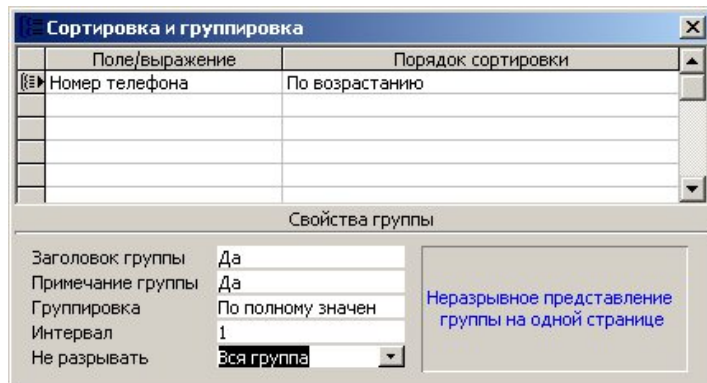 Сортировка и группировка
Поле/выражение Порядок сортировки
Номер телефона По возрастанию
Свойства группы
Заголовок группы Да
Примечание группы Да
Группировка По полному значен
Интервал 1
Не разрывать Вся группа
Неразрывное представление
группы на одной странице